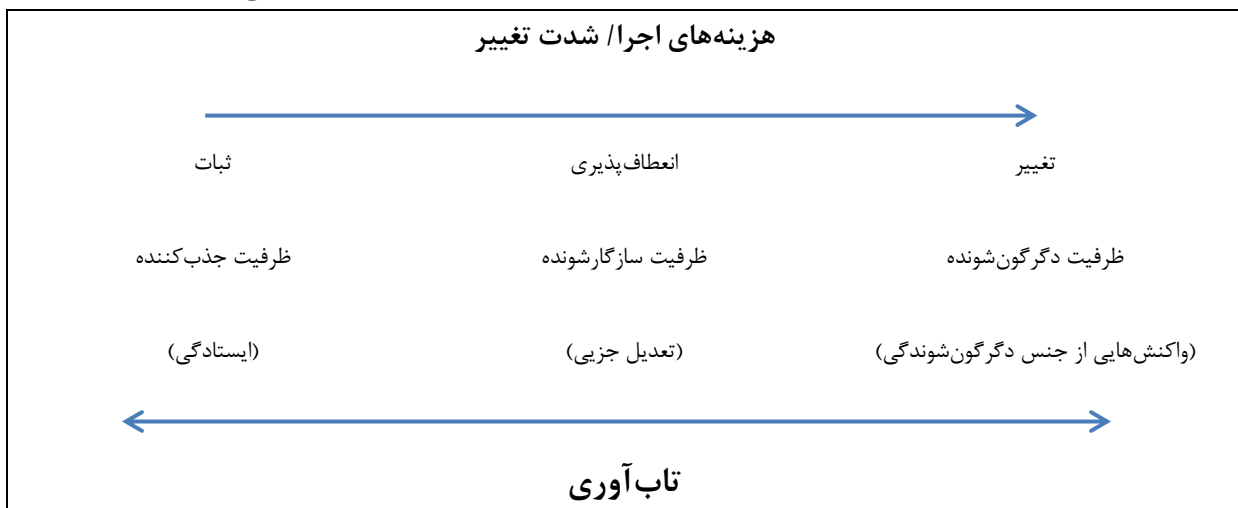 هزینه‌های اجرا/ شدت تغییر
تغییر انعطاف‌پذیری ثبات
ظرفیت دگرگون‌شونده ظرفیت سازگارشونده ظرفیت جذب‌کننده
(واکنش‌هایی از جنس دگرگون‌شوندگی) (تعدیل جزیی) (ایستادگی)
تاب‌آوری